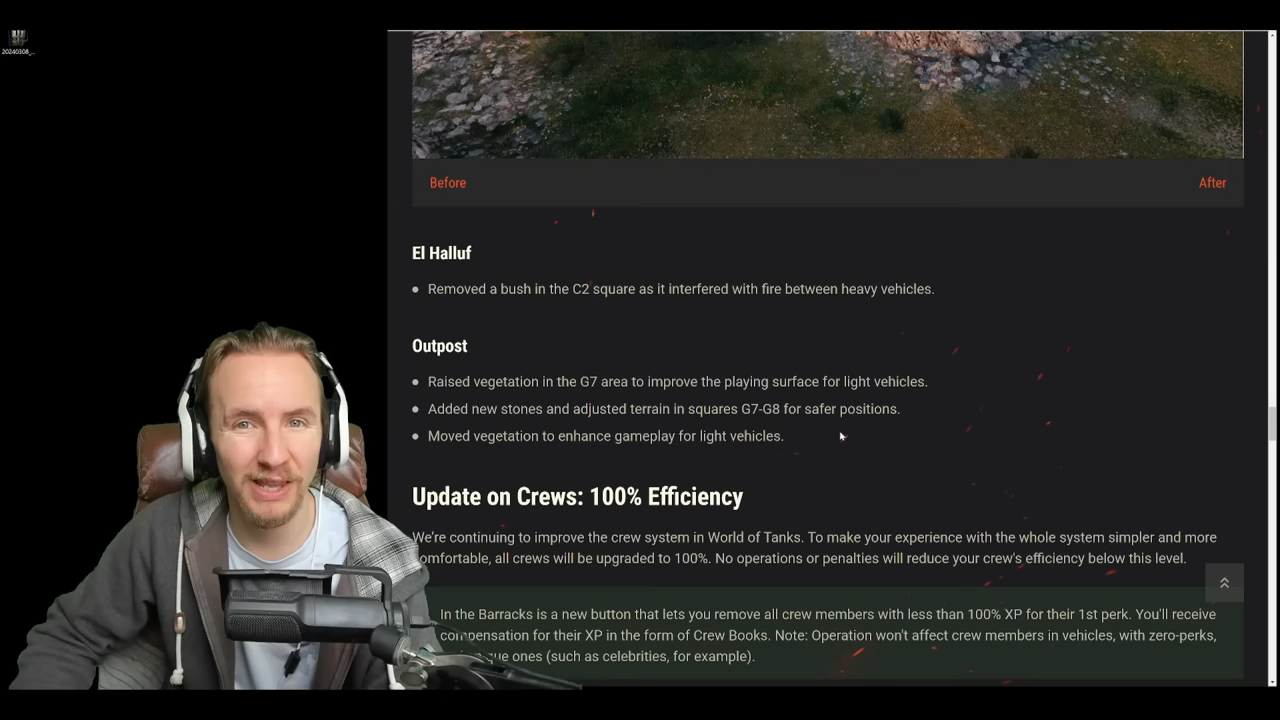 20240308_...
Before
After
El Halluf
Removed a bush in the C2 square as it interfered with fire between heavy vehicles.
Outpost
Raised vegetation in the G7 area to improve the playing surface for light vehicles.
Added new stones and adjusted terrain in squares G7-G8 for safer positions.
Moved vegetation to enhance gameplay for light vehicles.
Update on Crews: 100% Efficiency
We're continuing to improve the crew system in World of Tanks. To make your experience with the whole system simpler and more
comfortable, all crews will be upgraded to 100%. No operations or penalties will reduce your crew's efficiency below this level.
In the Barracks is a new button that lets you remove all crew members with less than 100% XP for their 1st perk. You'll receive
compensation for their XP in the form of Crew Books. Note: Operation won't affect crew members in vehicles, with zero-perks,
ones (such as celebrities, for example).